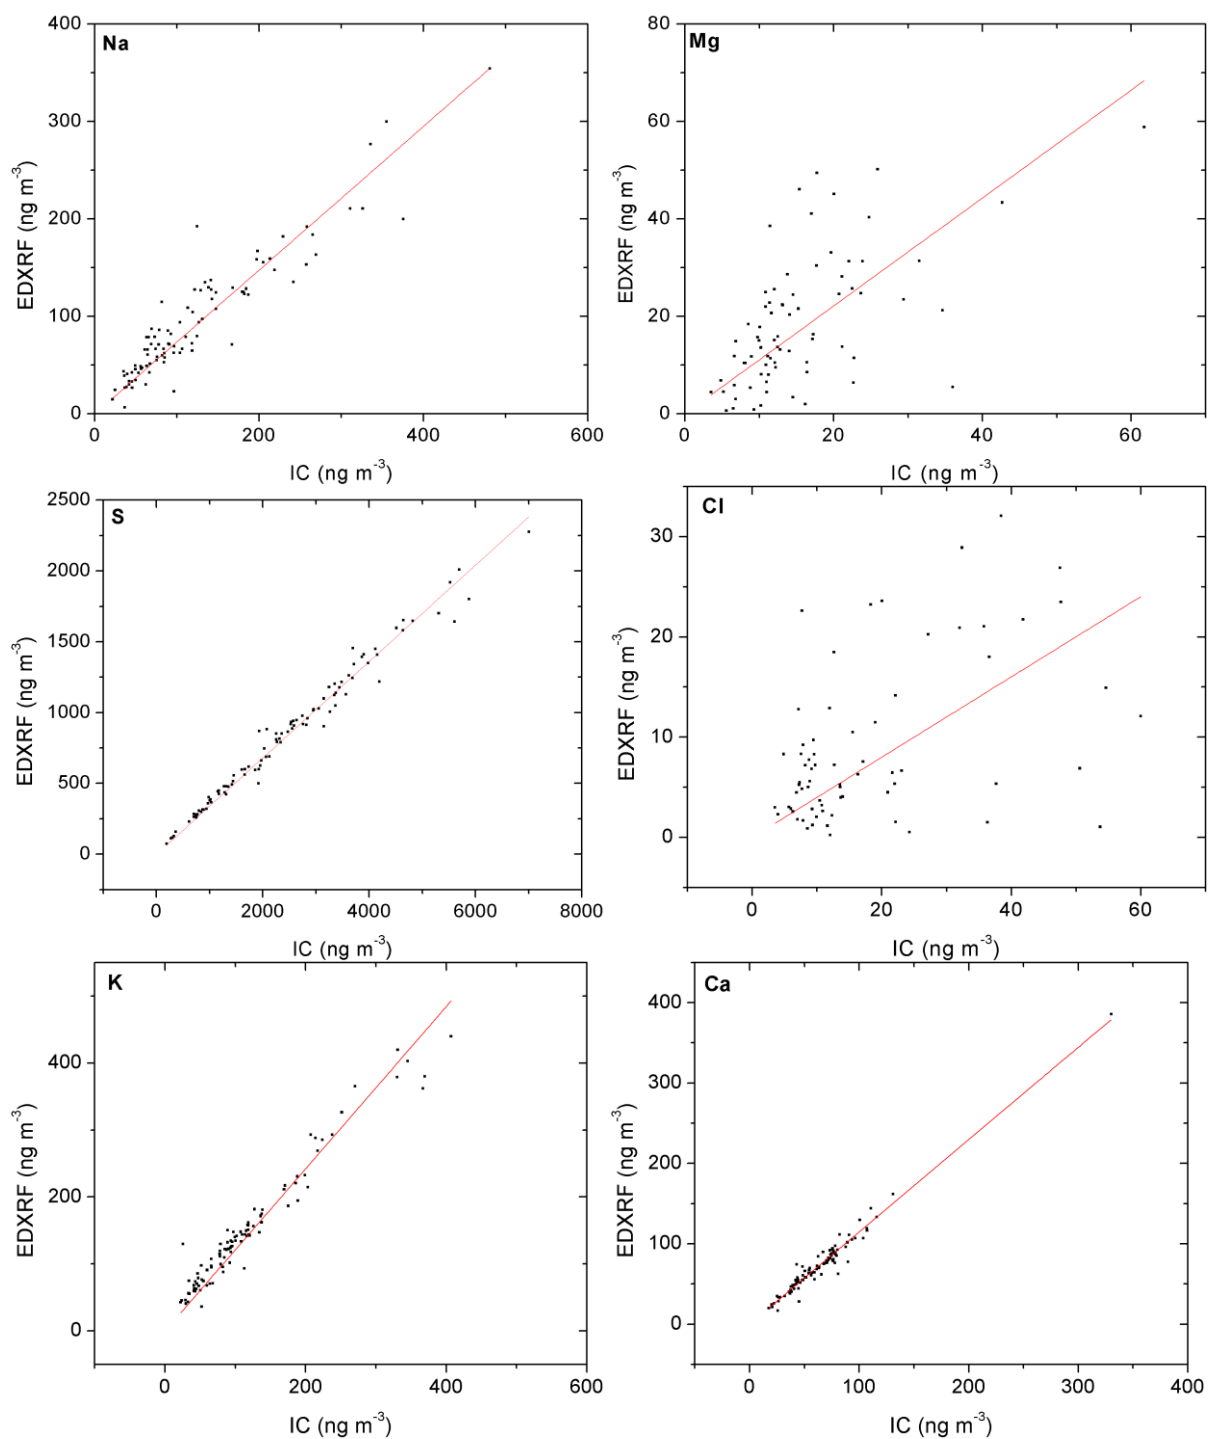 Na
400
300
200
100
0
EDXRF (ng m⁻³)
0 200 400 600
IC (ng m⁻³)
Mg
80
60
40
20
0
EDXRF (ng m⁻³)
0 20 40 60
IC (ng m⁻³)
S
2500
2000
1500
1000
500
0
EDXRF (ng m⁻³)
0 2000 4000 6000 8000
IC (ng m⁻³)
Cl
30
20
10
0
EDXRF (ng m⁻³)
0 20 40 60
IC (ng m⁻³)
K
400
200
0
EDXRF (ng m⁻³)
0 200 400 600
IC (ng m⁻³)
Ca
400
300
200
100
0
EDXRF (ng m⁻³)
0 100 200 300 400
IC (ng m⁻³)